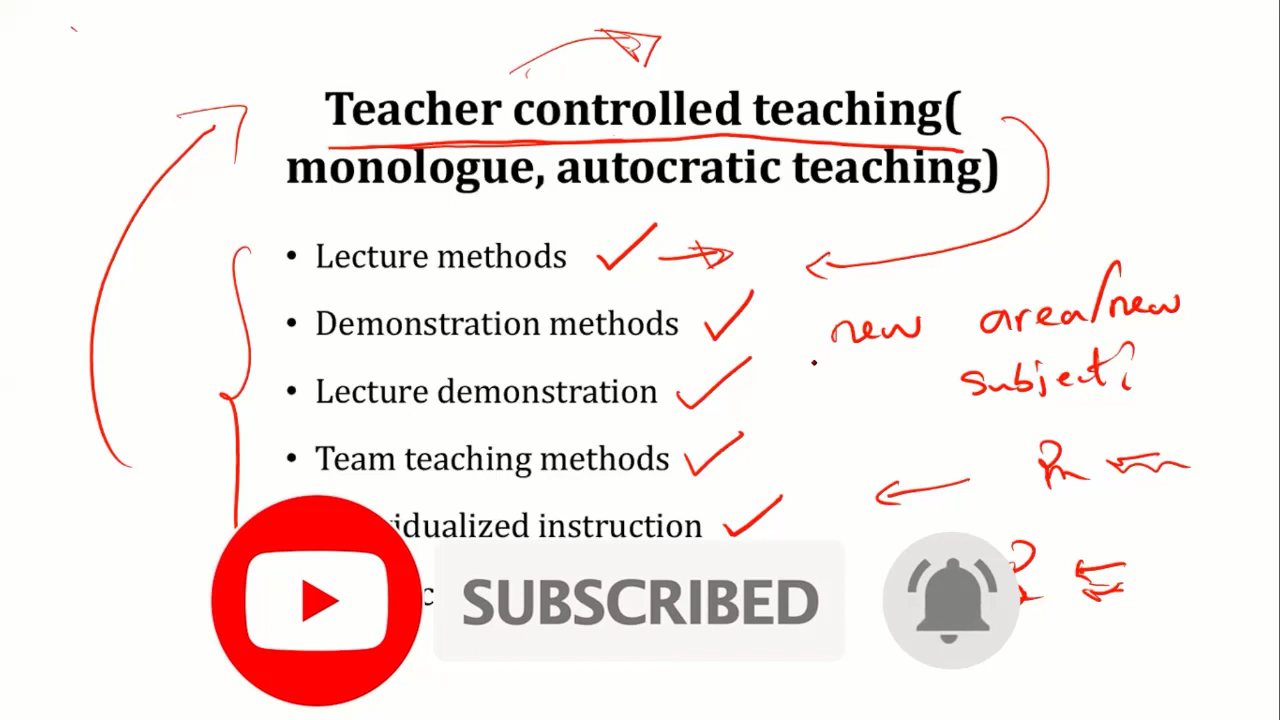 Teacher controlled teaching(
monologue, autocratic teaching)
• Lecture methods
• Demonstration methods
new area/new
• Lecture demonstration
subject?
• Team teaching methods
instruction
SUBSCRIBED